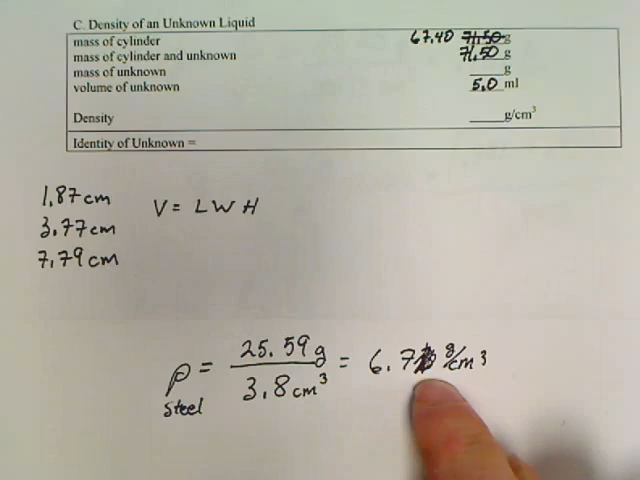 C. Density of an Unknown Liquid
mass of cylinder 67.40 71.50 g
mass of cylinder and unknown 71.50 g
mass of unknown ____ g
volume of unknown 5.0 ml
Density ____ g/cm³
Identity of Unknown =
1.87 cm
V = L W H
3.77 cm
7.79 cm
ρ steel = 25.59 g / 3.8 cm³ = 6.7 g/cm³